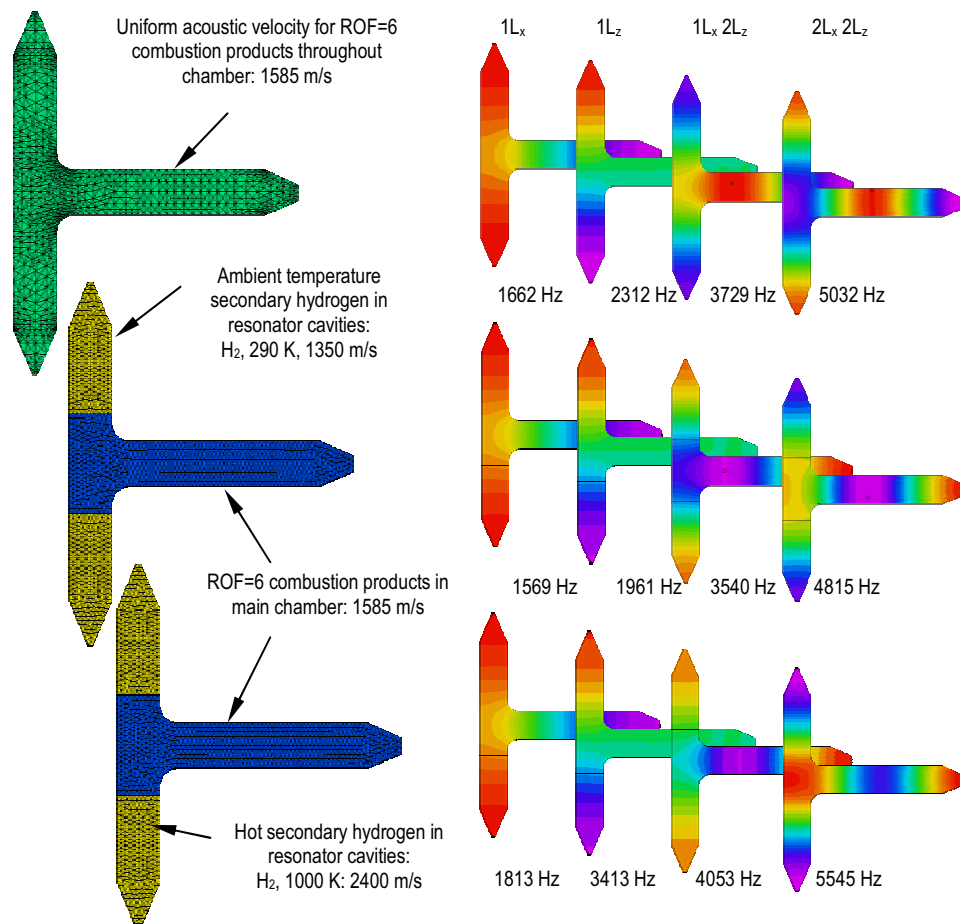 Uniform acoustic velocity for ROF=6
combustion products throughout
chamber: 1585 m/s
Ambient temperature
secondary hydrogen in
resonator cavities:
H₂, 290 K, 1350 m/s
ROF=6 combustion products in
main chamber: 1585 m/s
Hot secondary hydrogen in
resonator cavities:
H₂, 1000 K: 2400 m/s
1Lₓ 1L_z 1Lₓ 2L_z 2Lₓ 2L_z
1662 Hz 2312 Hz 3729 Hz 5032 Hz
1569 Hz 1961 Hz 3540 Hz 4815 Hz
1813 Hz 3413 Hz 4053 Hz 5545 Hz